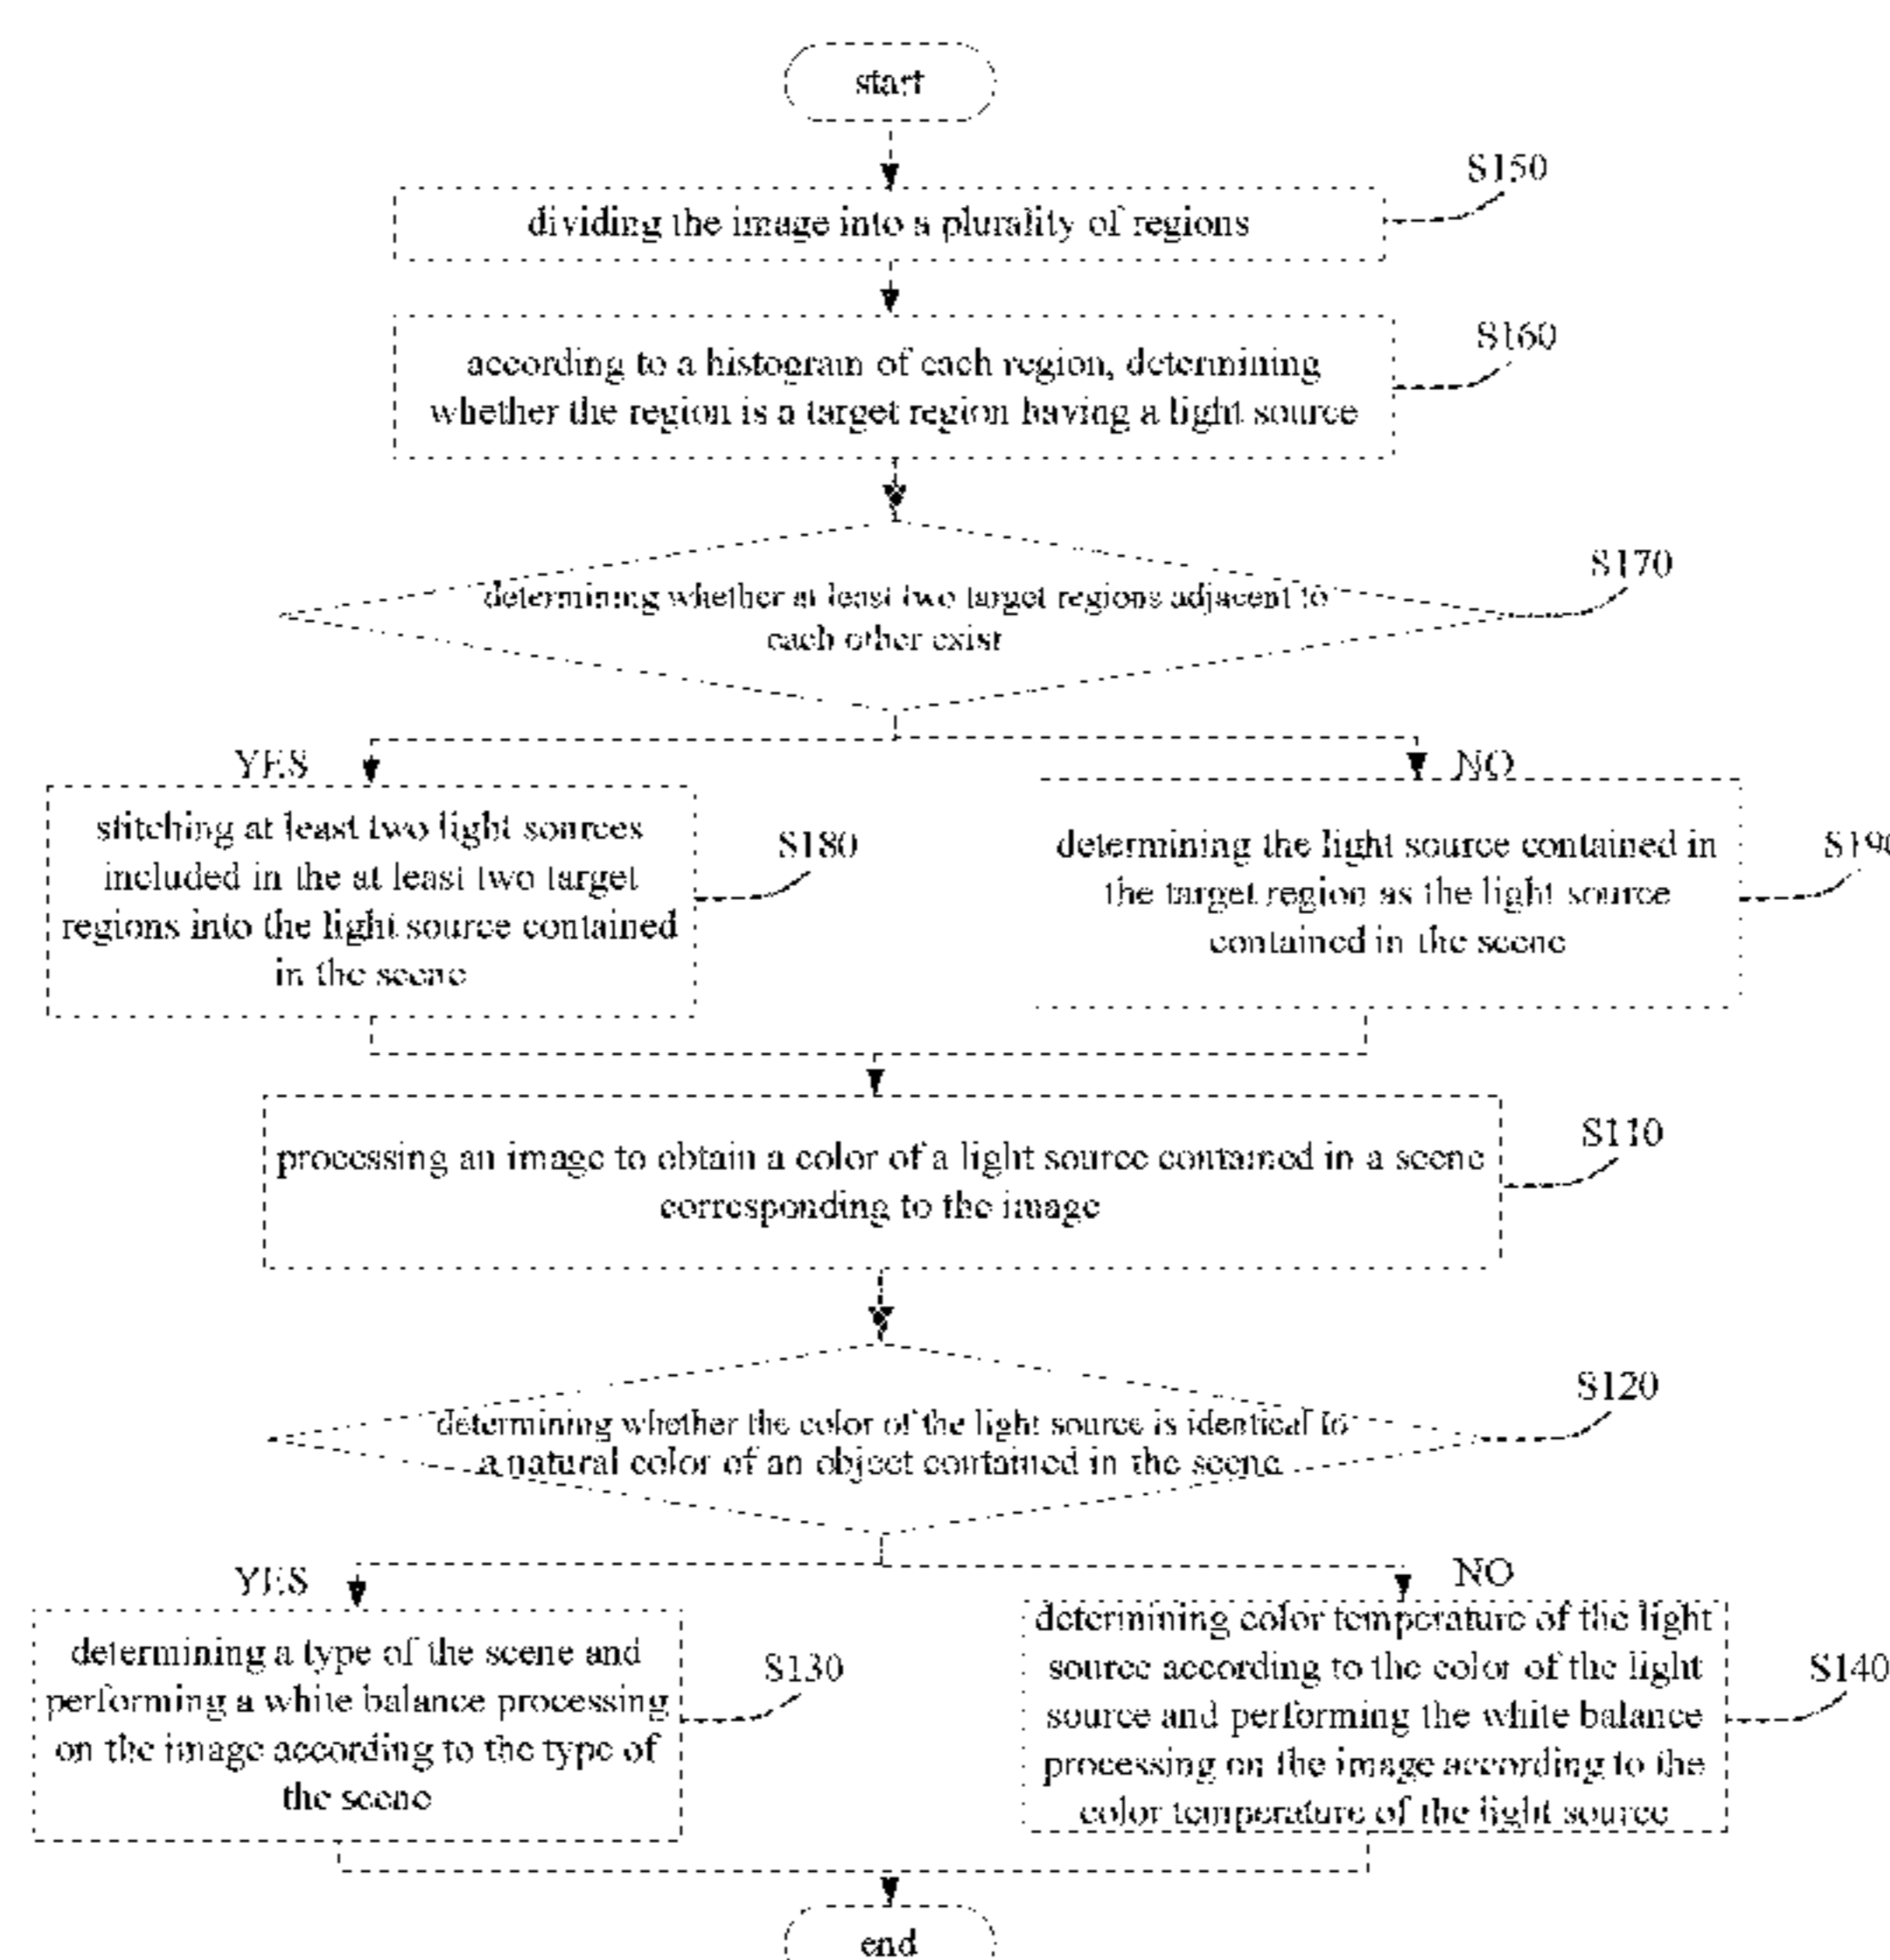 start
S150
dividing the image into a plurality of regions
S160
according to a histogram of each region, determining
whether the region is a target region having a light source
S170
determining whether at least two target regions adjacent to
each other exist
YES
NO
stitching at least two light sources
included in the at least two target
regions into the light source contained
in the scene
S180
determining the light source contained in
the target region as the light source
contained in the scene
S190
processing an image to obtain a color of a light source contained in a scene
corresponding to the image
S110
determining whether the color of the light source is identical to
a natural color of an object contained in the scene
S120
YES
NO
determining a type of the scene and
performing a white balance processing
on the image according to the type of
the scene
S130
determining color temperature of the light
source according to the color of the light
source and performing the white balance
processing on the image according to the
color temperature of the light source
S140
end